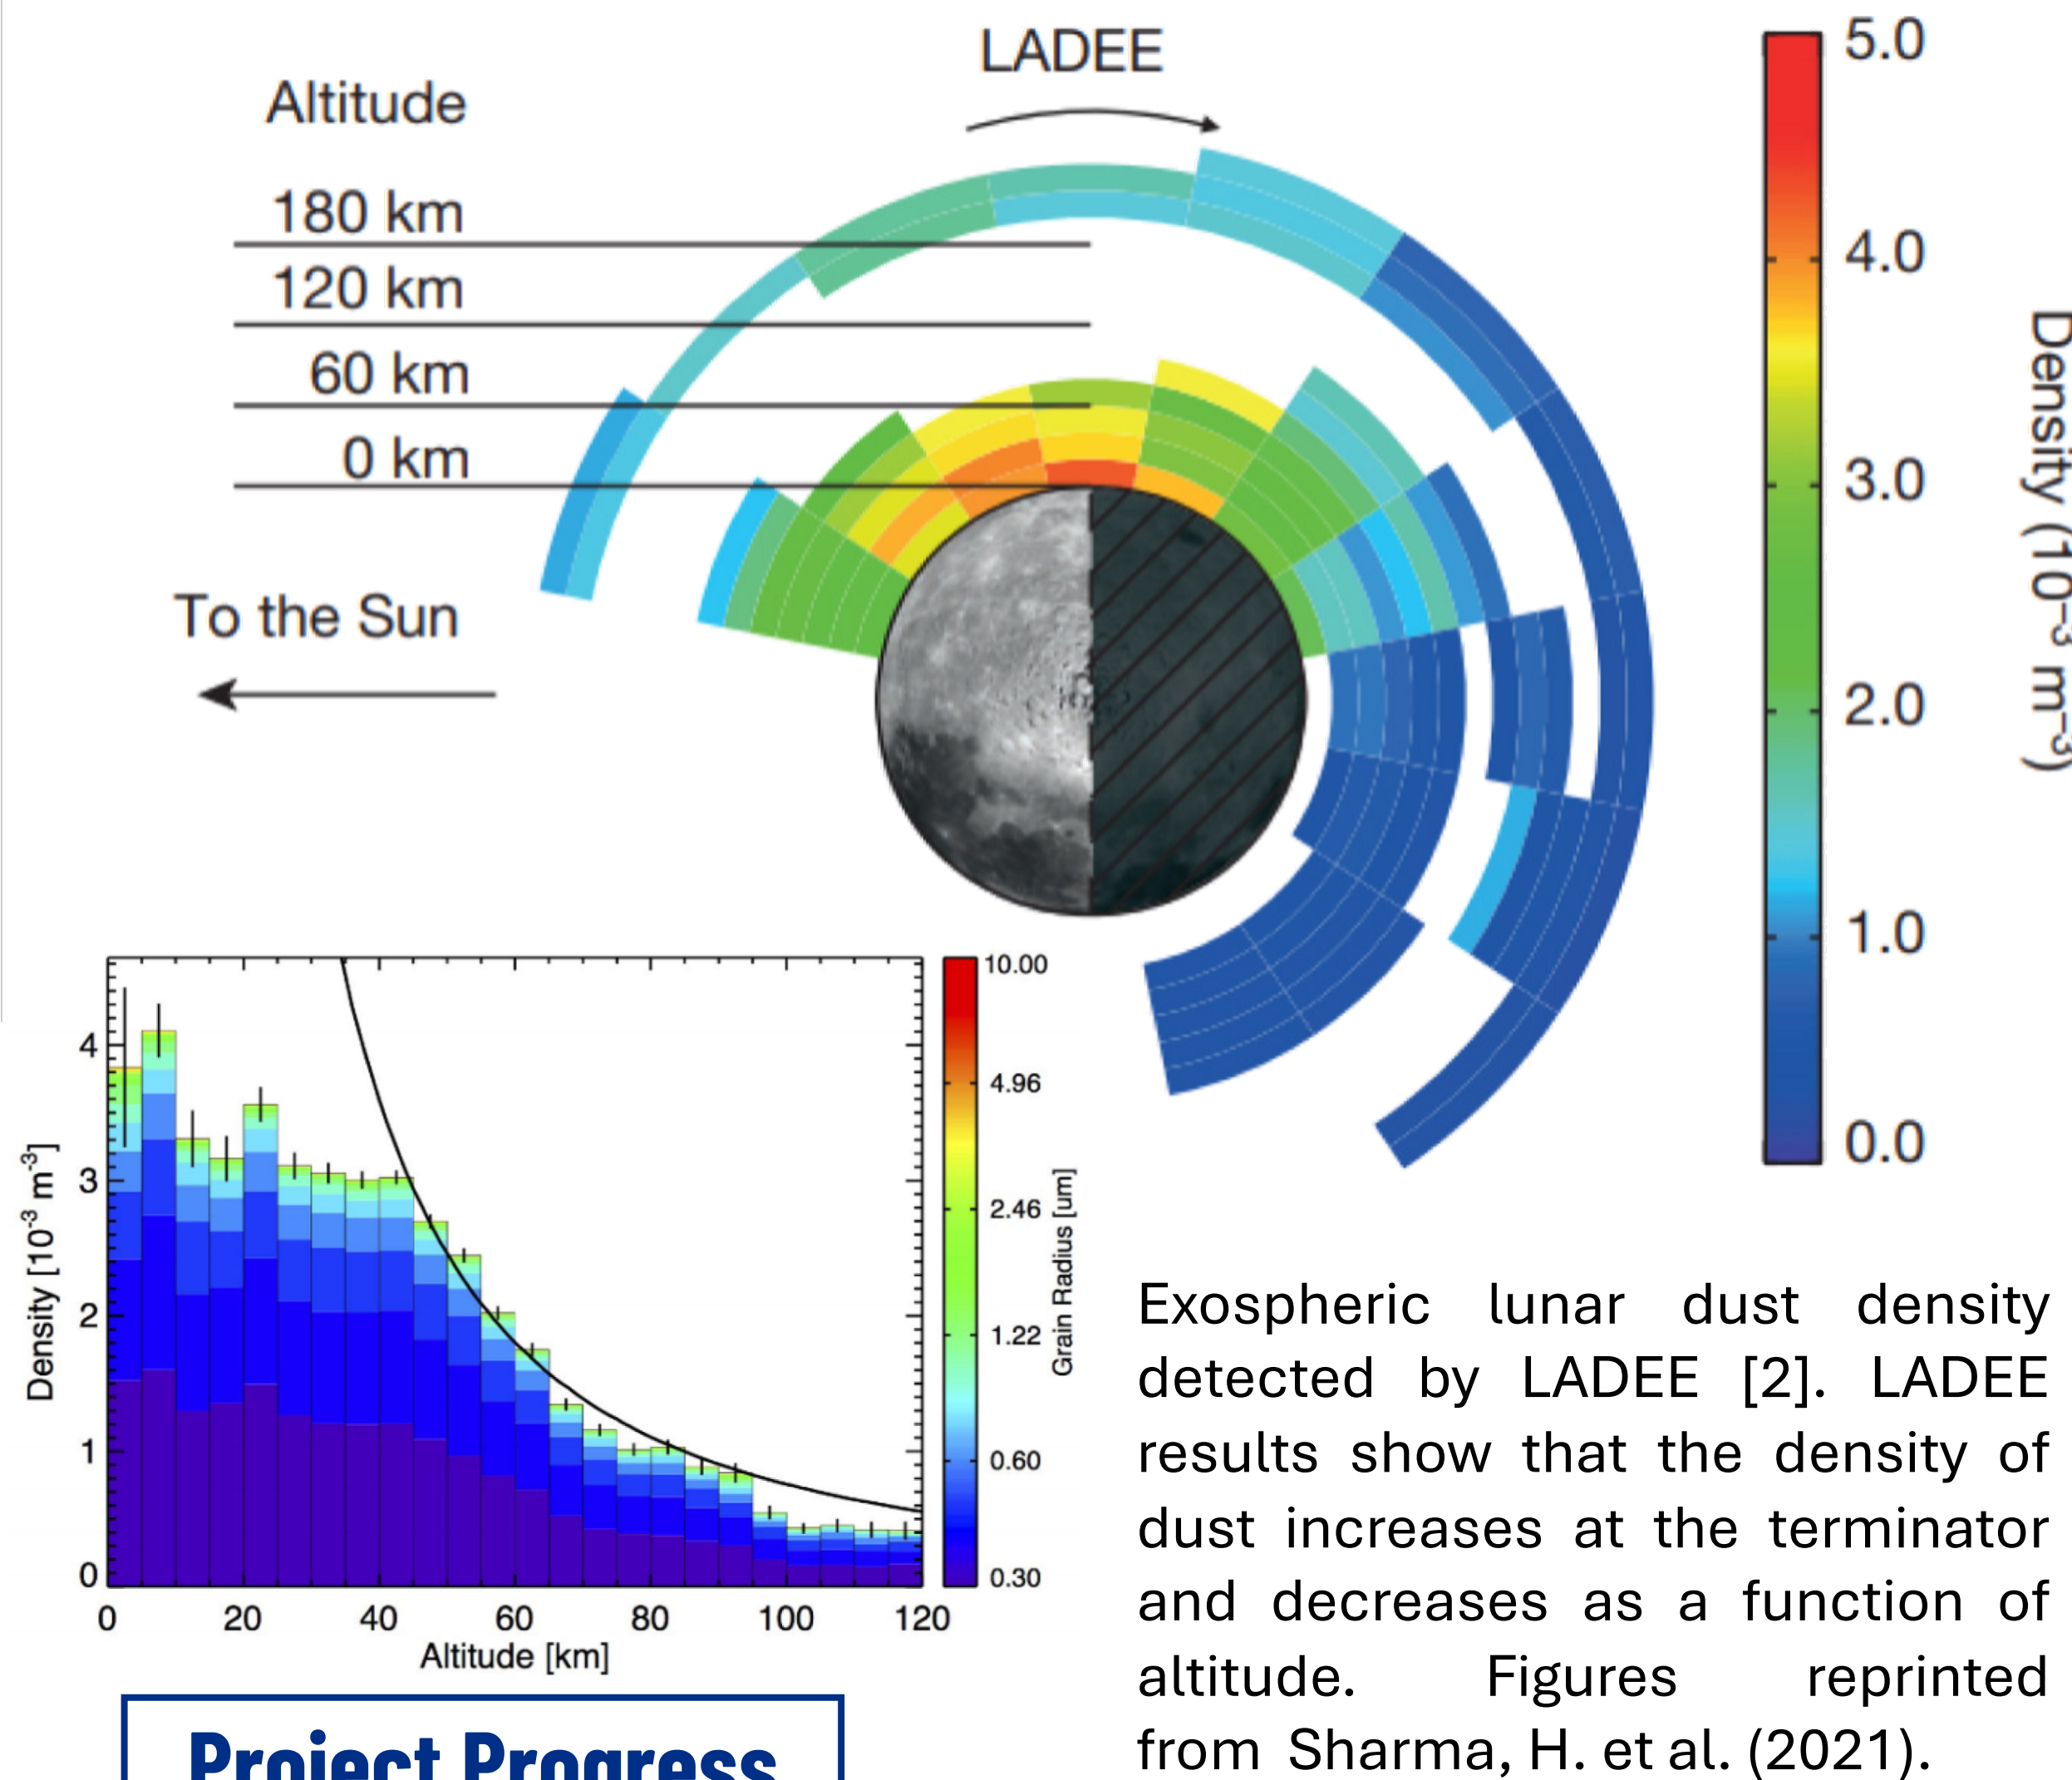 LADEE
Altitude
180 km
120 km
60 km
0 km
To the Sun
5.0
4.0
3.0
2.0
1.0
0.0
Density (10⁻³ m⁻³)
4
3
2
1
0
Density [10⁻³ m⁻³]
0 20 40 60 80 100 120
Altitude [km]
10.00
4.96
2.46
1.22
0.60
0.30
Grain Radius [um]
Exospheric lunar dust density
detected by LADEE [2]. LADEE
results show that the density of
dust increases at the terminator
and decreases as a function of
altitude. Figures reprinted
from Sharma, H. et al. (2021).
Project Progress